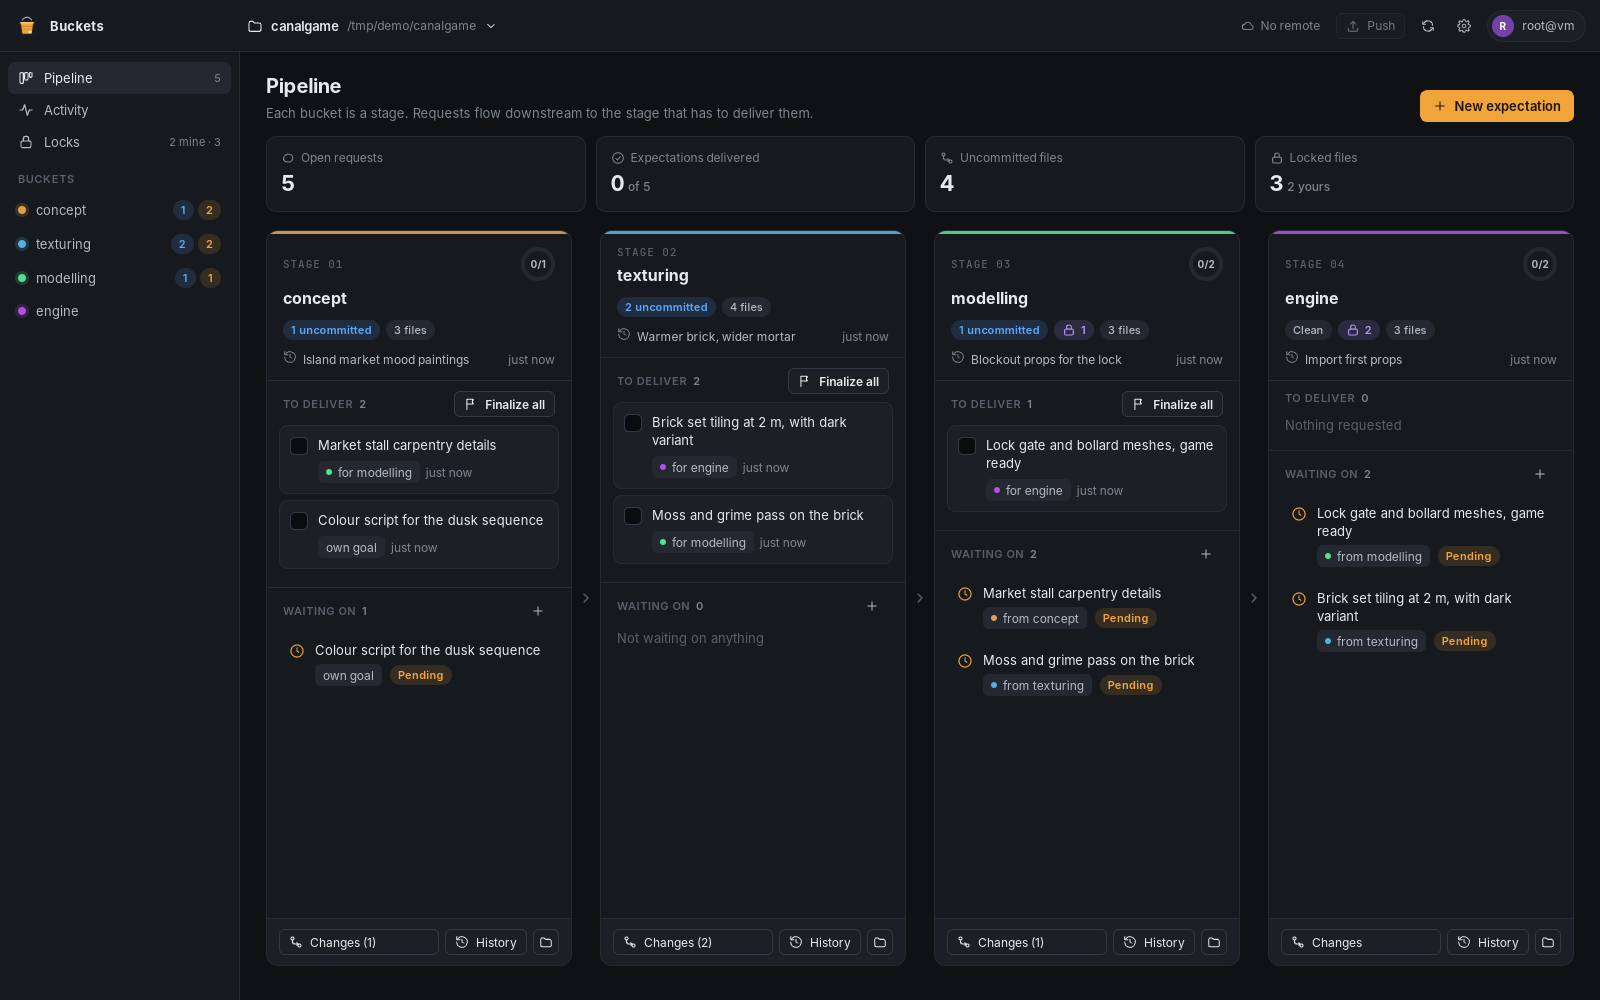 Buckets
canalgame /tmp/demo/canalgame
No remote
Push
R root@vm
Pipeline 5
Activity
Locks 2 mine · 3
BUCKETS
concept 1 2
texturing 2 2
modelling 1 1
engine
Pipeline
Each bucket is a stage. Requests flow downstream to the stage that has to deliver them.
New expectation
Open requests
5
Expectations delivered
0 of 5
Uncommitted files
4
Locked files
3 2 yours
STAGE 01 0/1
concept
1 uncommitted 3 files
Island market mood paintings just now
TO DELIVER 2 Finalize all
Market stall carpentry details
for modelling just now
Colour script for the dusk sequence
own goal just now
WAITING ON 1
Colour script for the dusk sequence
own goal Pending
Changes (1) History
STAGE 02
texturing
2 uncommitted 4 files
Warmer brick, wider mortar just now
TO DELIVER 2 Finalize all
Brick set tiling at 2 m, with dark
variant
for engine just now
Moss and grime pass on the brick
for modelling just now
WAITING ON 0
Not waiting on anything
Changes (2) History
STAGE 03 0/2
modelling
1 uncommitted 1 3 files
Blockout props for the lock just now
TO DELIVER 1 Finalize all
Lock gate and bollard meshes, game
ready
for engine just now
WAITING ON 2
Market stall carpentry details
from concept Pending
Moss and grime pass on the brick
from texturing Pending
Changes (1) History
STAGE 04 0/2
engine
Clean 2 3 files
Import first props just now
TO DELIVER 0
Nothing requested
WAITING ON 2
Lock gate and bollard meshes, game
ready
from modelling Pending
Brick set tiling at 2 m, with dark
variant
from texturing Pending
Changes History